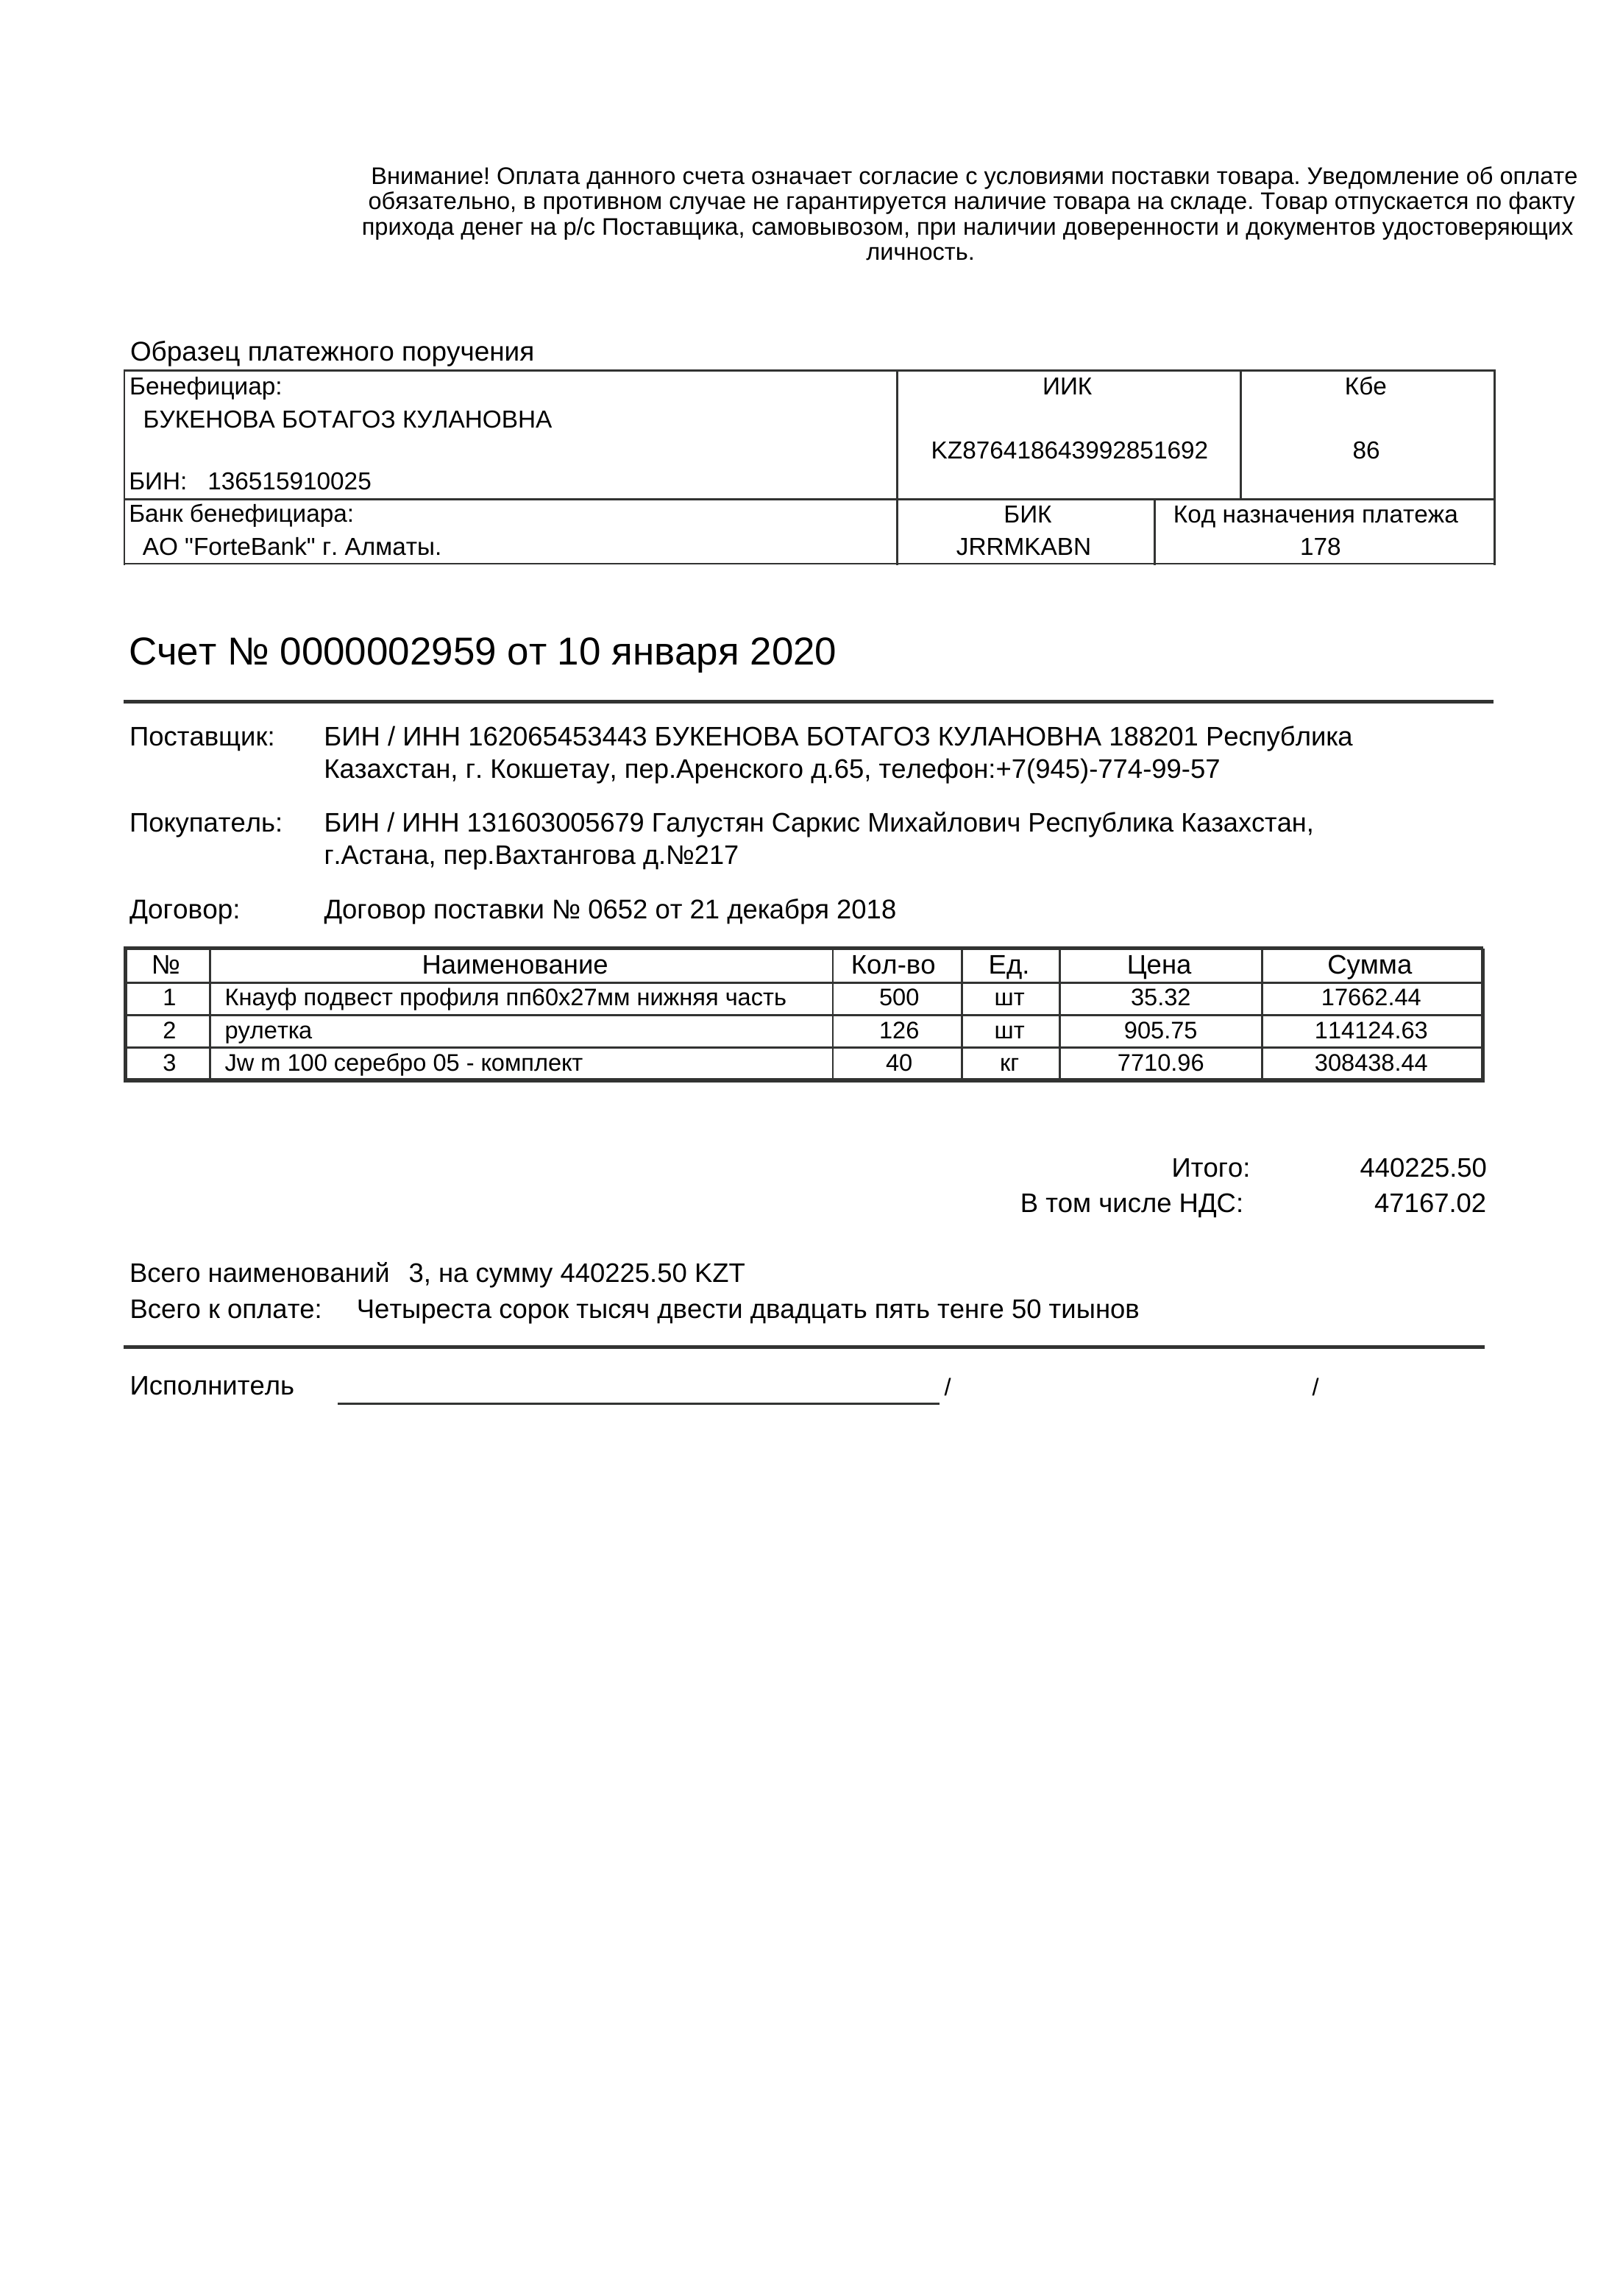 Внимание! Оплата данного счета означает согласие с условиями поставки товара. Уведомление об оплате
обязательно, в противном случае не гарантируется наличие товара на складе. Товар отпускается по факту
прихода денег на р/с Поставщика, самовывозом, при наличии доверенности и документов удостоверяющих
личность.
Образец платежного поручения
Бенефициар: ИИК Кбе
БУКЕНОВА БОТАГОЗ КУЛАНОВНА
KZ876418643992851692 86
БИН: 136515910025
Банк бенефициара: БИК Код назначения платежа
АО "ForteBank" г. Алматы. JRRMKABN 178
Счет № 0000002959 от 10 января 2020
Поставщик: БИН / ИНН 162065453443 БУКЕНОВА БОТАГОЗ КУЛАНОВНА 188201 Республика
Казахстан, г. Кокшетау, пер.Аренского д.65, телефон:+7(945)-774-99-57
Покупатель: БИН / ИНН 131603005679 Галустян Саркис Михайлович Республика Казахстан,
г.Астана, пер.Вахтангова д.№217
Договор: Договор поставки № 0652 от 21 декабря 2018
№ Наименование Кол-во Ед. Цена Сумма
1 Кнауф подвест профиля пп60х27мм нижняя часть 500 шт 35.32 17662.44
2 рулетка 126 шт 905.75 114124.63
3 Jw m 100 серебро 05 - комплект 40 кг 7710.96 308438.44
Итого: 440225.50
В том числе НДС: 47167.02
Всего наименований 3, на сумму 440225.50 KZT
Всего к оплате: Четыреста сорок тысяч двести двадцать пять тенге 50 тиынов
Исполнитель / /